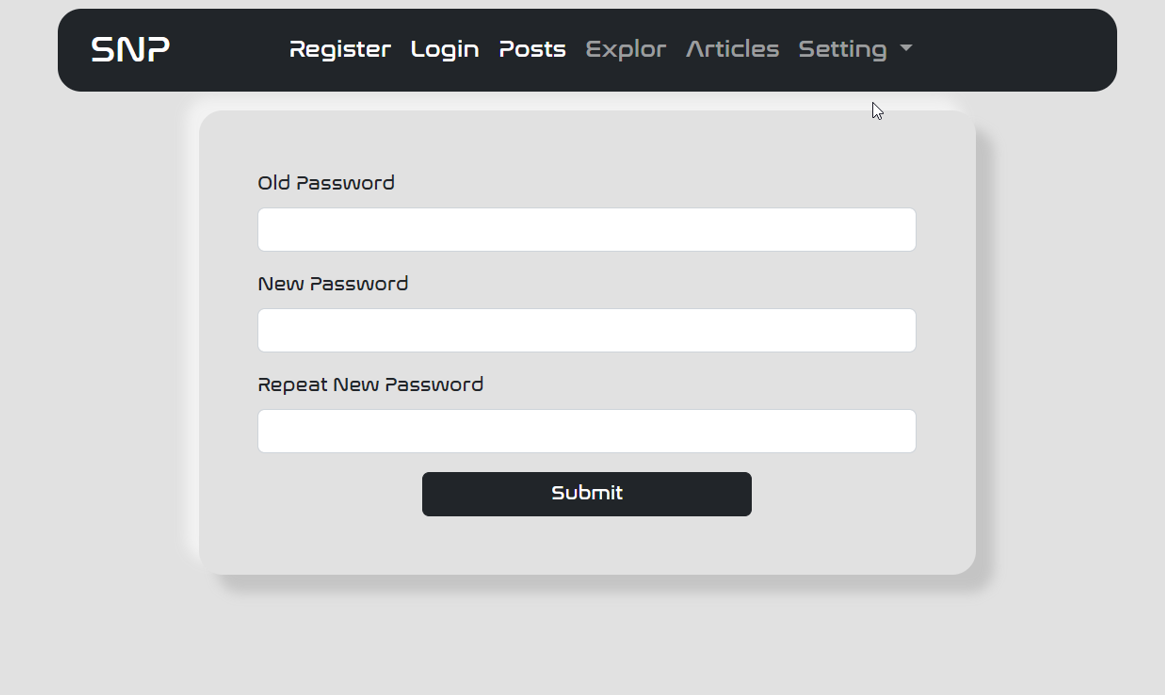 SNP Register Login Posts Explor Articles Setting
Old Password
New Password
Repeat New Password
Submit